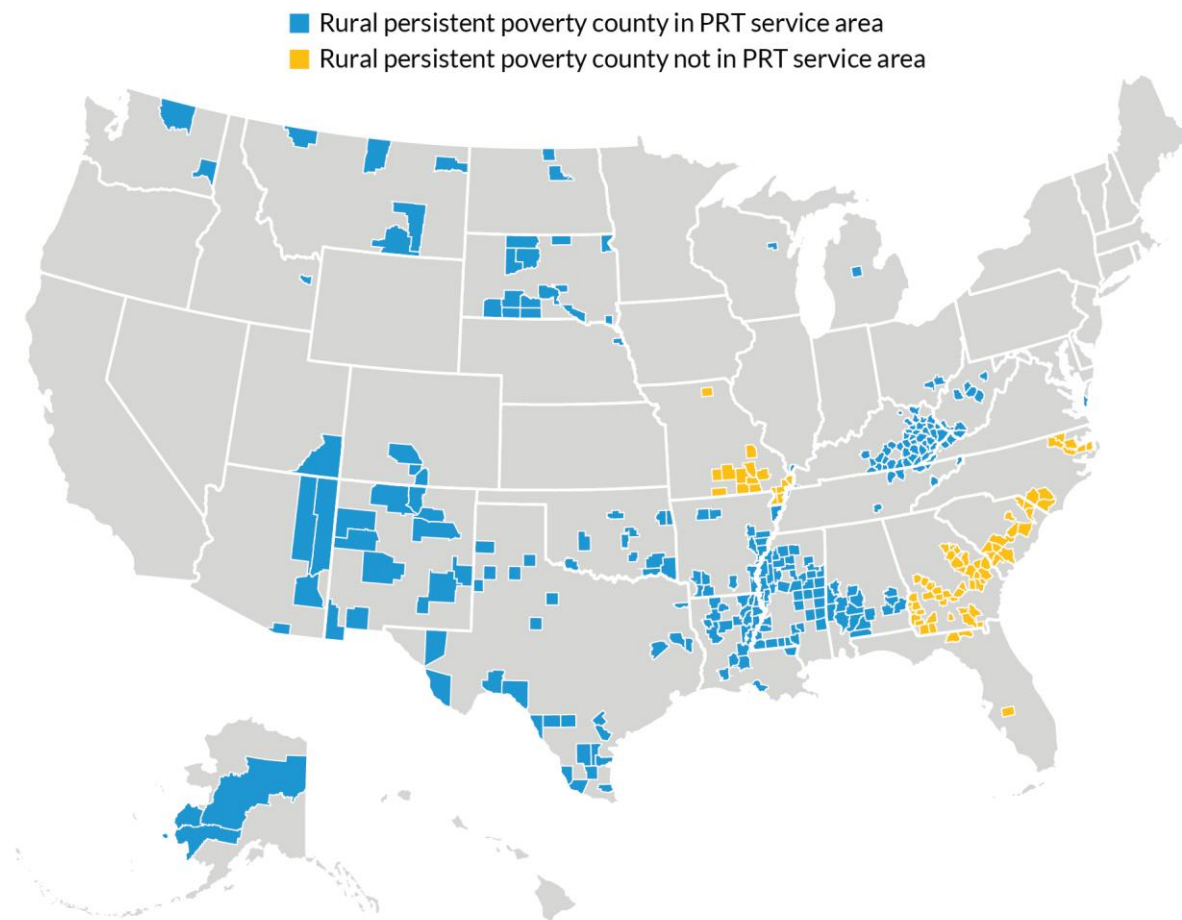 Rural persistent poverty county in PRT service area
Rural persistent poverty county not in PRT service area